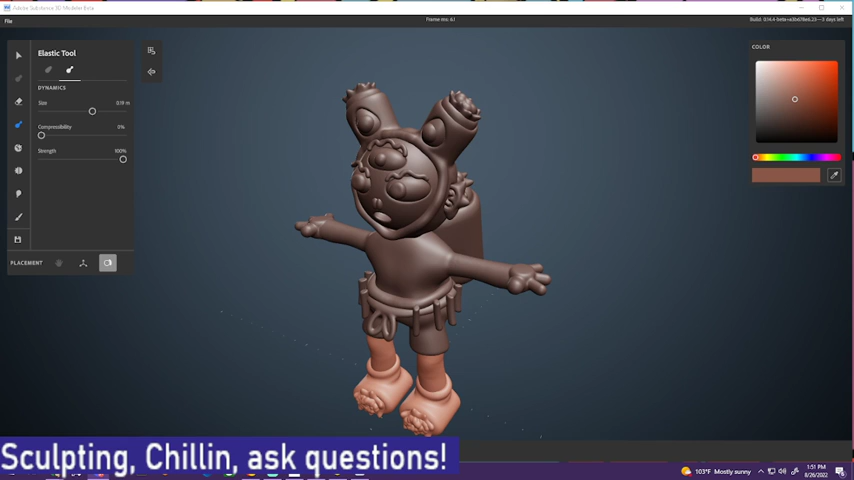 Adobe Substance 3D Modeler Beta
File
Frame ms: 6.1
Elastic Tool
DYNAMICS
Size 0.19 m
Compressibility 0%
Strength 100%
PLACEMENT
COLOR
Sculpting, Chillin, ask questions!
103°F Mostly sunny
1:51 PM
8/26/2022